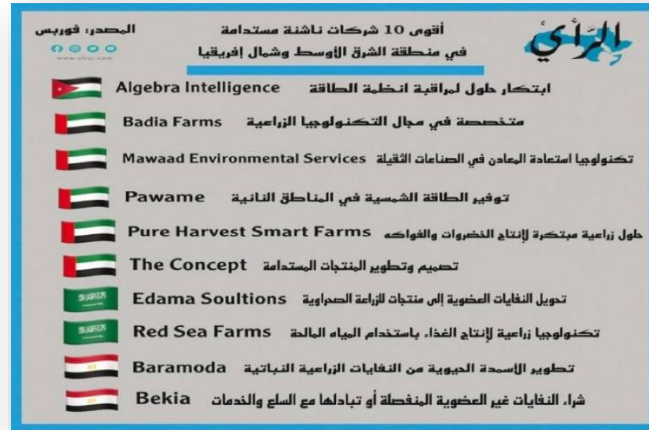 الرأي
أقوى 10 شركات ناشئة مستدامة
في منطقة الشرق الأوسط وشمال إفريقيا
المصدر: فوربس
www.alrai.com
Algebra Intelligence ابتكار حلول لمراقبة انظمة الطاقة
Badia Farms متخصصة في مجال التكنولوجيا الزراعية
Mawaad Environmental Services تكنولوجيا استعادة المعادن في الصناعات الثقيلة
Pawame توفير الطاقة الشمسية في المناطق النائية
Pure Harvest Smart Farms حلول زراعية مبتكرة لإنتاج الخضروات والفواكه
The Concept تصميم وتطوير المنتجات المستدامة
Edama Soultions تحويل النفايات العضوية إلى منتجات للزراعة الصحراوية
Red Sea Farms تكنولوجيا زراعية لإنتاج الغذاء باستخدام المياه المالحة
Baramoda تطوير الأسمدة الحيوية من النفايات الزراعية النباتية
Bekia شراء النفايات غير العضوية المنفصلة أو تبادلها مع السلع والخدمات